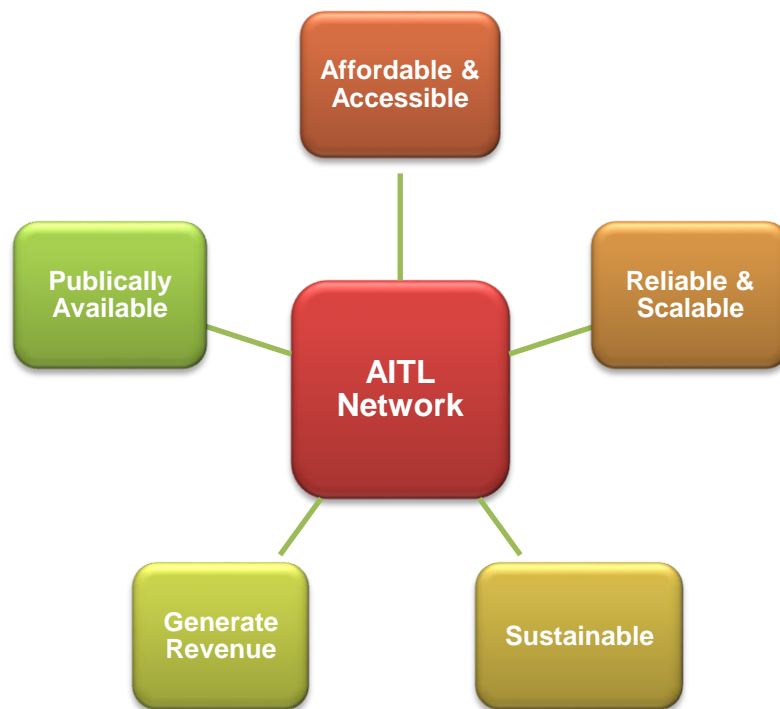 Affordable &
Accessible
Publically
Available
Reliable &
Scalable
AITL
Network
Generate
Revenue
Sustainable